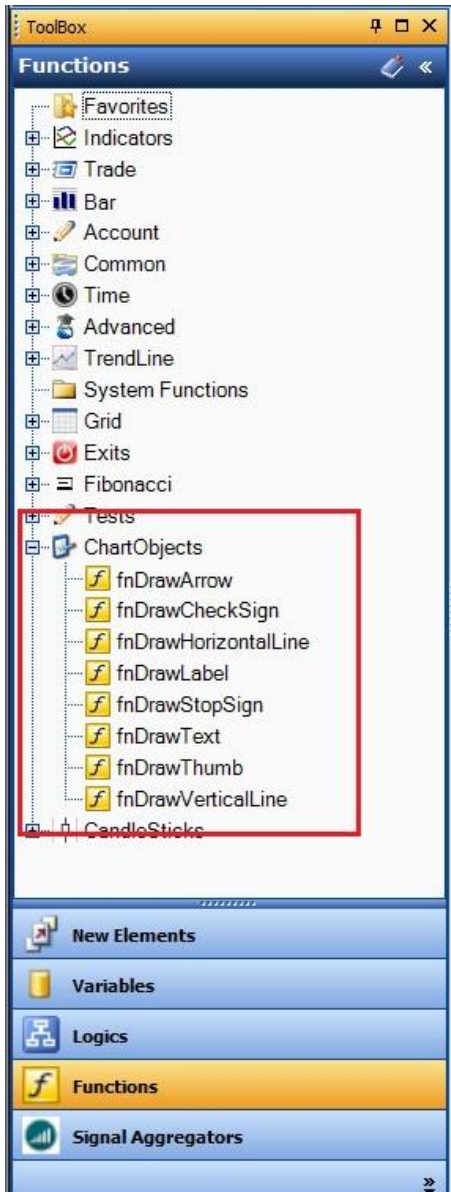 ToolBox
Functions
Favorites
Indicators
Trade
Bar
Account
Common
Time
Advanced
TrendLine
System Functions
Grid
Exits
Fibonacci
Tests
ChartObjects
fnDrawArrow
fnDrawCheckSign
fnDrawHorizontalLine
fnDrawLabel
fnDrawStopSign
fnDrawText
fnDrawThumb
fnDrawVerticalLine
CandleSticks
New Elements
Variables
Logics
Functions
Signal Aggregators